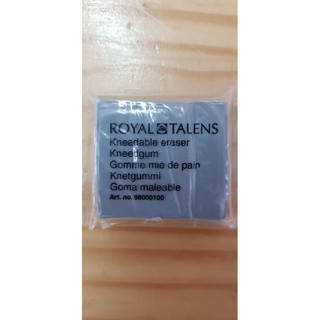 ROYAL TALENS
Kneadable eraser
Kneedgum
Gomme mie de pain
Knetgummi
Goma maleable
Art. no. 98000100